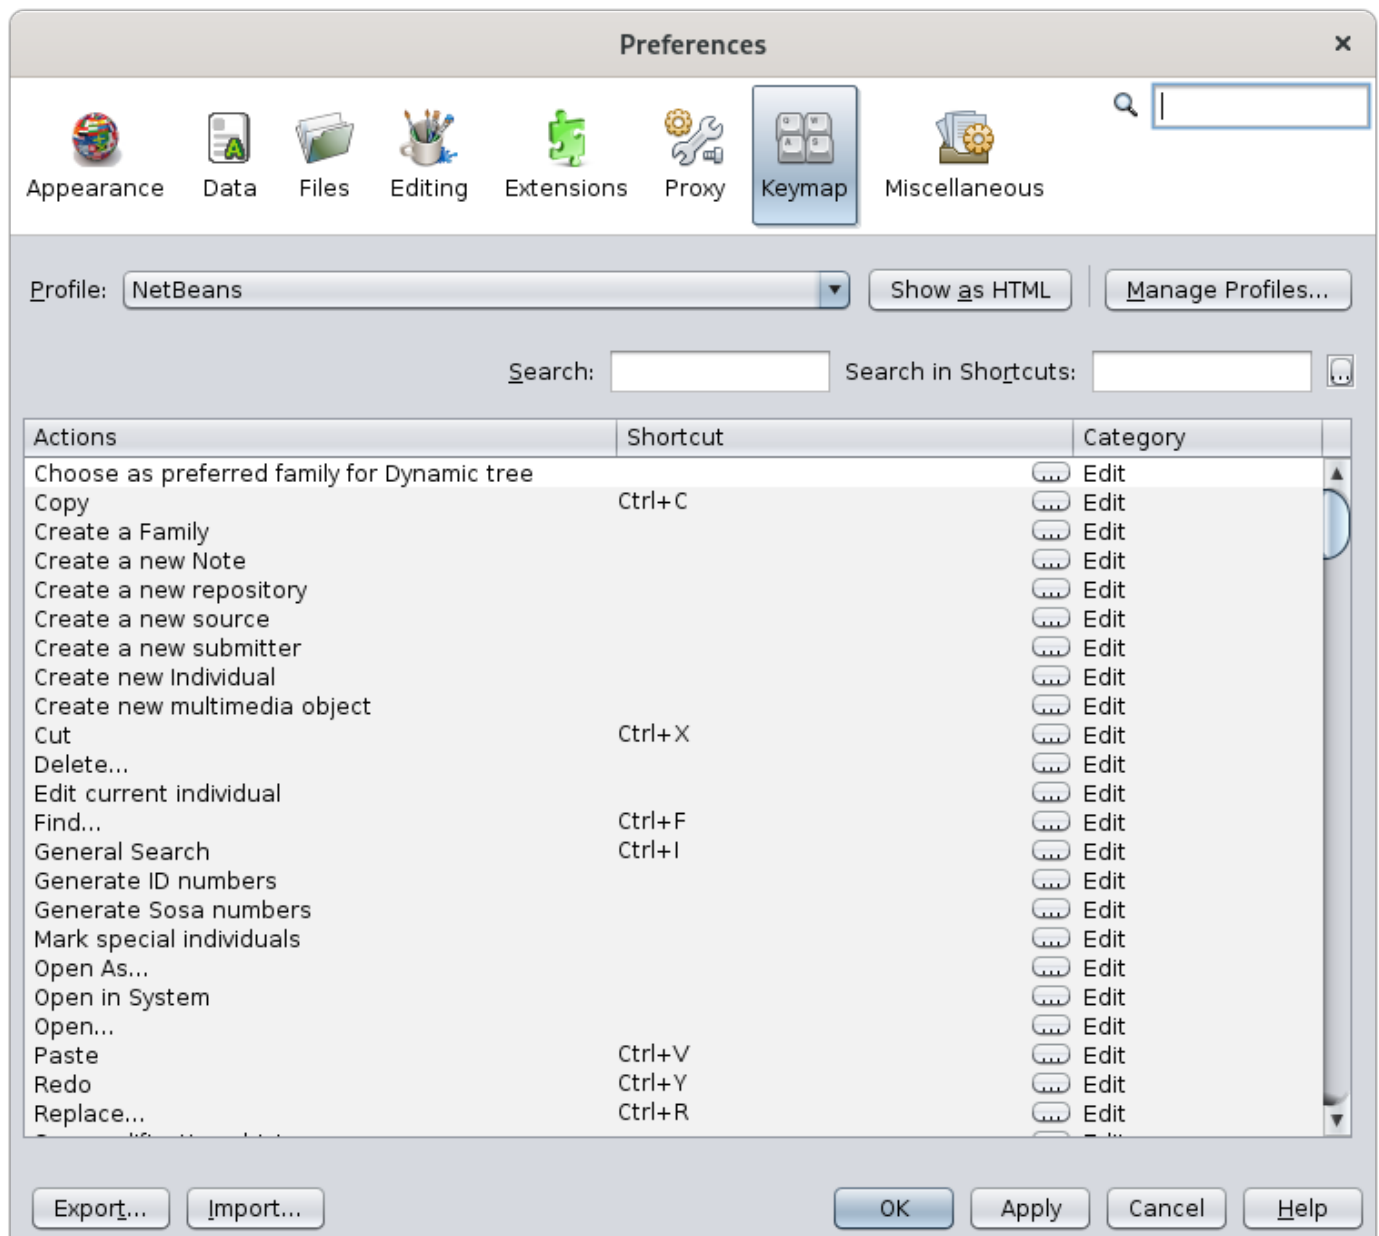 Preferences
Appearance Data Files Editing Extensions Proxy Keymap Miscellaneous
Profile: NetBeans Show as HTML Manage Profiles...
Search: Search in Shortcuts: ...
Actions Shortcut Category
Choose as preferred family for Dynamic tree ... Edit
Copy Ctrl+C ... Edit
Create a Family ... Edit
Create a new Note ... Edit
Create a new repository ... Edit
Create a new source ... Edit
Create a new submitter ... Edit
Create new Individual ... Edit
Create new multimedia object ... Edit
Cut Ctrl+X ... Edit
Delete... ... Edit
Edit current individual ... Edit
Find... Ctrl+F ... Edit
General Search Ctrl+I ... Edit
Generate ID numbers ... Edit
Generate Sosa numbers ... Edit
Mark special individuals ... Edit
Open As... ... Edit
Open in System ... Edit
Open... ... Edit
Paste Ctrl+V ... Edit
Redo Ctrl+Y ... Edit
Replace... Ctrl+R ... Edit
Export... Import... OK Apply Cancel Help